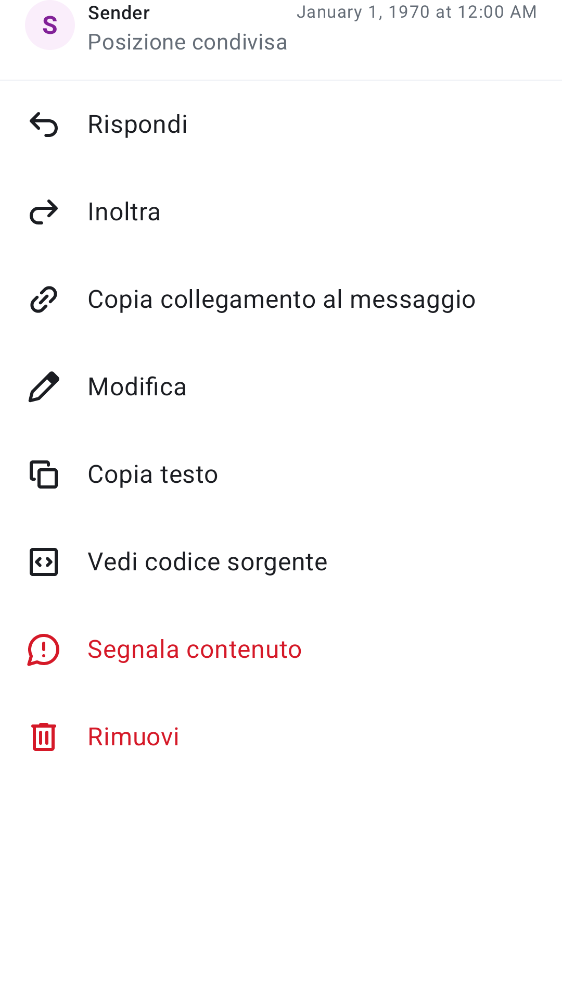 S
Sender
January 1, 1970 at 12:00 AM
Posizione condivisa
Rispondi
Inoltra
Copia collegamento al messaggio
Modifica
Copia testo
Vedi codice sorgente
Segnala contenuto
Rimuovi